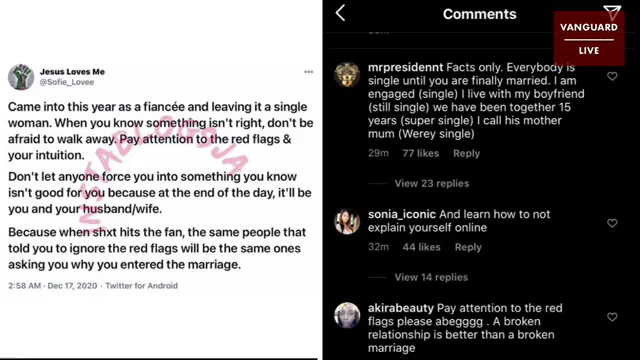 Jesus Loves Me
@Sofie_Lovee
Came into this year as a fiancée and leaving it a single
woman. When you know something isn't right, don't be
afraid to walk away. Pay attention to the red flags &
your intuition.
Don't let anyone force you into something you know
isn't good for you because at the end of the day, it'll be
you and your husband/wife.
Because when shxt hits the fan, the same people that
told you to ignore the red flags will be the same ones
asking you why you entered the marriage.
2:58 AM · Dec 17, 2020 · Twitter for Android
INSTABLOG9JA
Comments
VANGUARD
LIVE
mrpresidennt Facts only. Everybody is
single until you are finally married. I am
engaged (single) I live with my boyfriend
(still single) we have been together 15
years (super single) I call his mother
mum (Werey single)
29m 77 likes Reply
View 23 replies
sonia_iconic And learn how to not
explain yourself online
32m 44 likes Reply
View 14 replies
akirabeauty Pay attention to the red
flags please abegggg . A broken
relationship is better than a broken
marriage